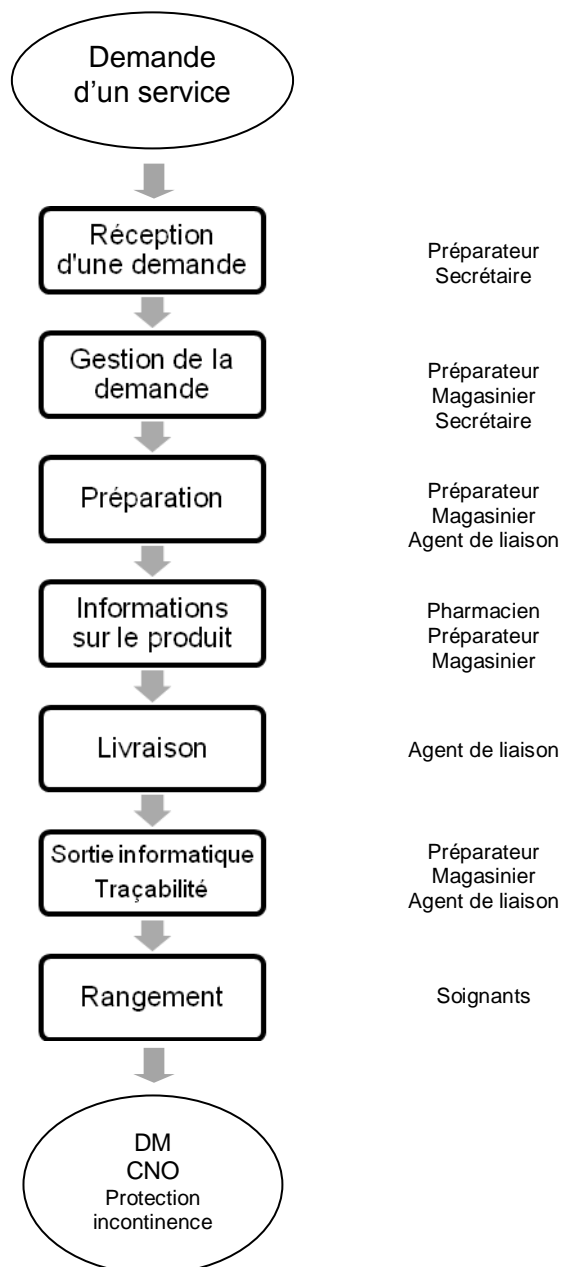 Demande
d'un service
Réception
d'une demande
Préparateur
Secrétaire
Gestion de la
demande
Préparateur
Magasinier
Secrétaire
Préparation
Préparateur
Magasinier
Agent de liaison
Informations
sur le produit
Pharmacien
Préparateur
Magasinier
Livraison
Agent de liaison
Sortie informatique
Traçabilité
Préparateur
Magasinier
Agent de liaison
Rangement
Soignants
DM
CNO
Protection
incontinence